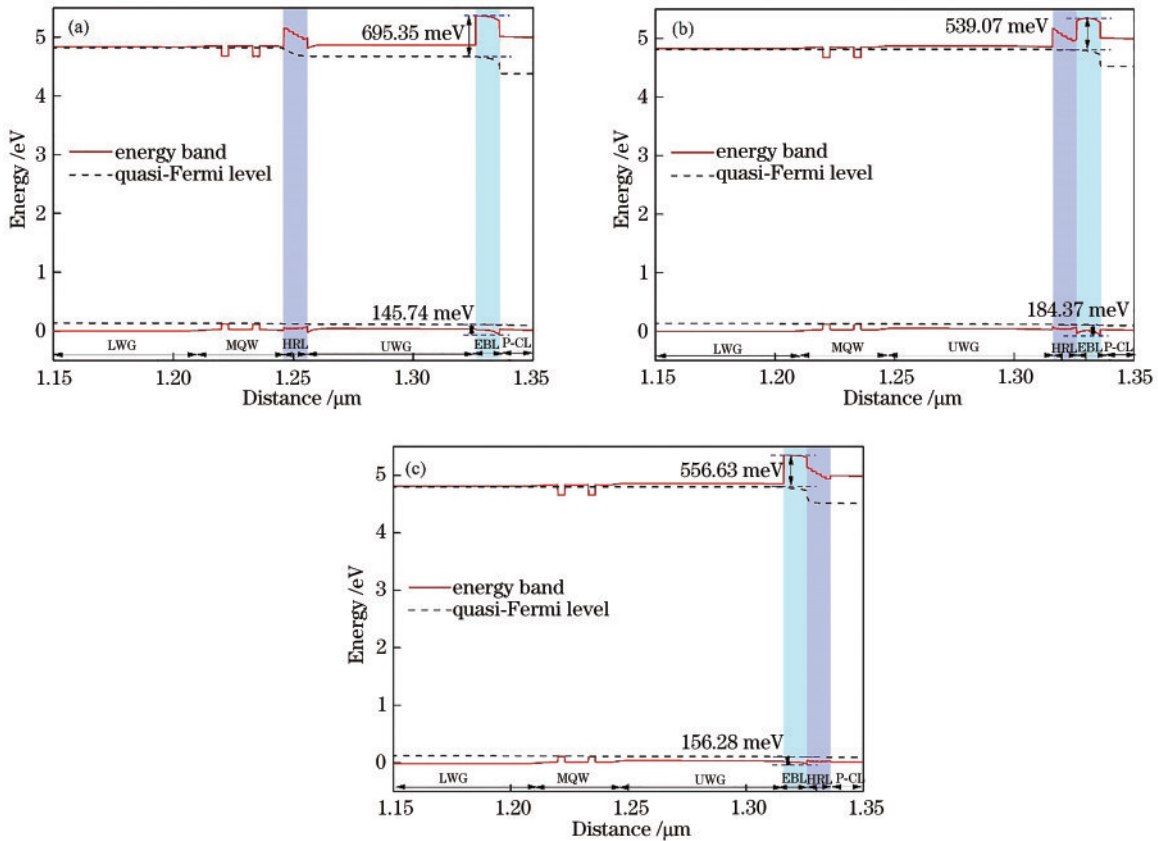 (a)
695.35 meV
5
4
3
2
1
0
Energy /eV
energy band
quasi-Fermi level
145.74 meV
LWG MQW HRL UWG EBL P-CL
1.15 1.20 1.25 1.30 1.35
Distance /μm
(b)
539.07 meV
5
4
3
2
1
0
Energy /eV
energy band
quasi-Fermi level
184.37 meV
LWG MQW UWG HRL EBL P-CL
1.15 1.20 1.25 1.30 1.35
Distance /μm
(c)
556.63 meV
5
4
3
2
1
0
Energy /eV
energy band
quasi-Fermi level
156.28 meV
LWG MQW UWG EBL HRL P-CL
1.15 1.20 1.25 1.30 1.35
Distance /μm